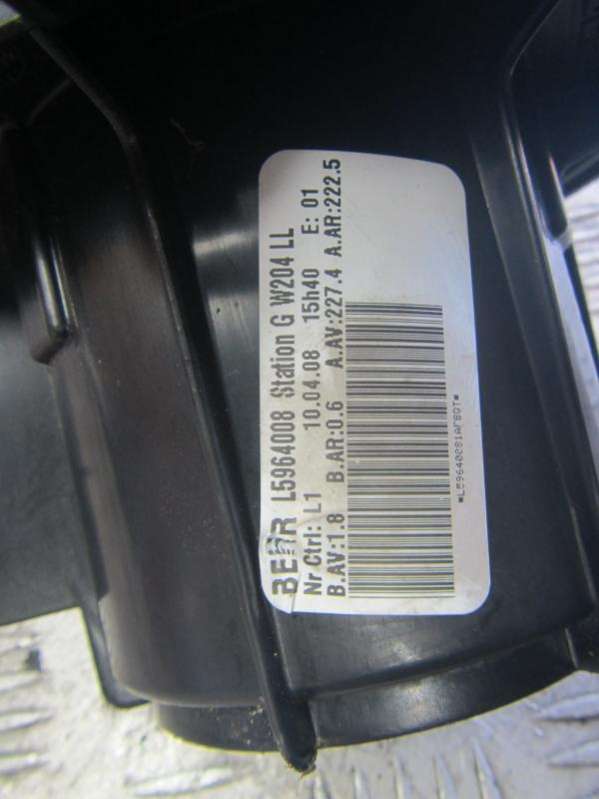 BEHR L5964008 Station G W204 LL
Nr Ctrl: L1 10.04.08 15h40 E: 01
B.AV:1.8 B.AR:0.6 A.AV:227.4 A.AR:222.5